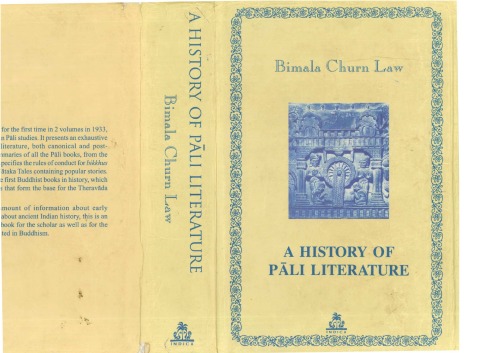 for the first time in 2 volumes in 1933,
n Pāli studies. It presents an exhaustive
literature, both canonical and post-
mmaries of all the Pāli books, from the
pecifies the rules of conduct for bhikhus
Jātaka Tales containing popular stories.
e first Buddhist books in history, which
s that form the base for the Theravāda
amount of information about early
about ancient Indian history, this is an
book for the scholar as well as for the
ted in Buddhism.
A HISTORY OF PĀLI LITERATURE
Bimala Churn Law
INDICA
Bimala Churn Law
A HISTORY OF
PĀLI LITERATURE
INDICA